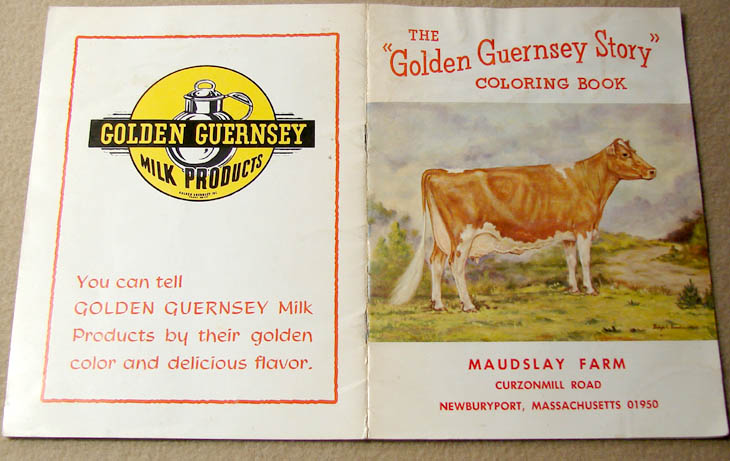 GOLDEN GUERNSEY
MILK PRODUCTS
You can tell
GOLDEN GUERNSEY Milk
Products by their golden
color and delicious flavor.
THE
"Golden Guernsey Story"
COLORING BOOK
MAUDSLAY FARM
CURZONMILL ROAD
NEWBURYPORT, MASSACHUSETTS 01950